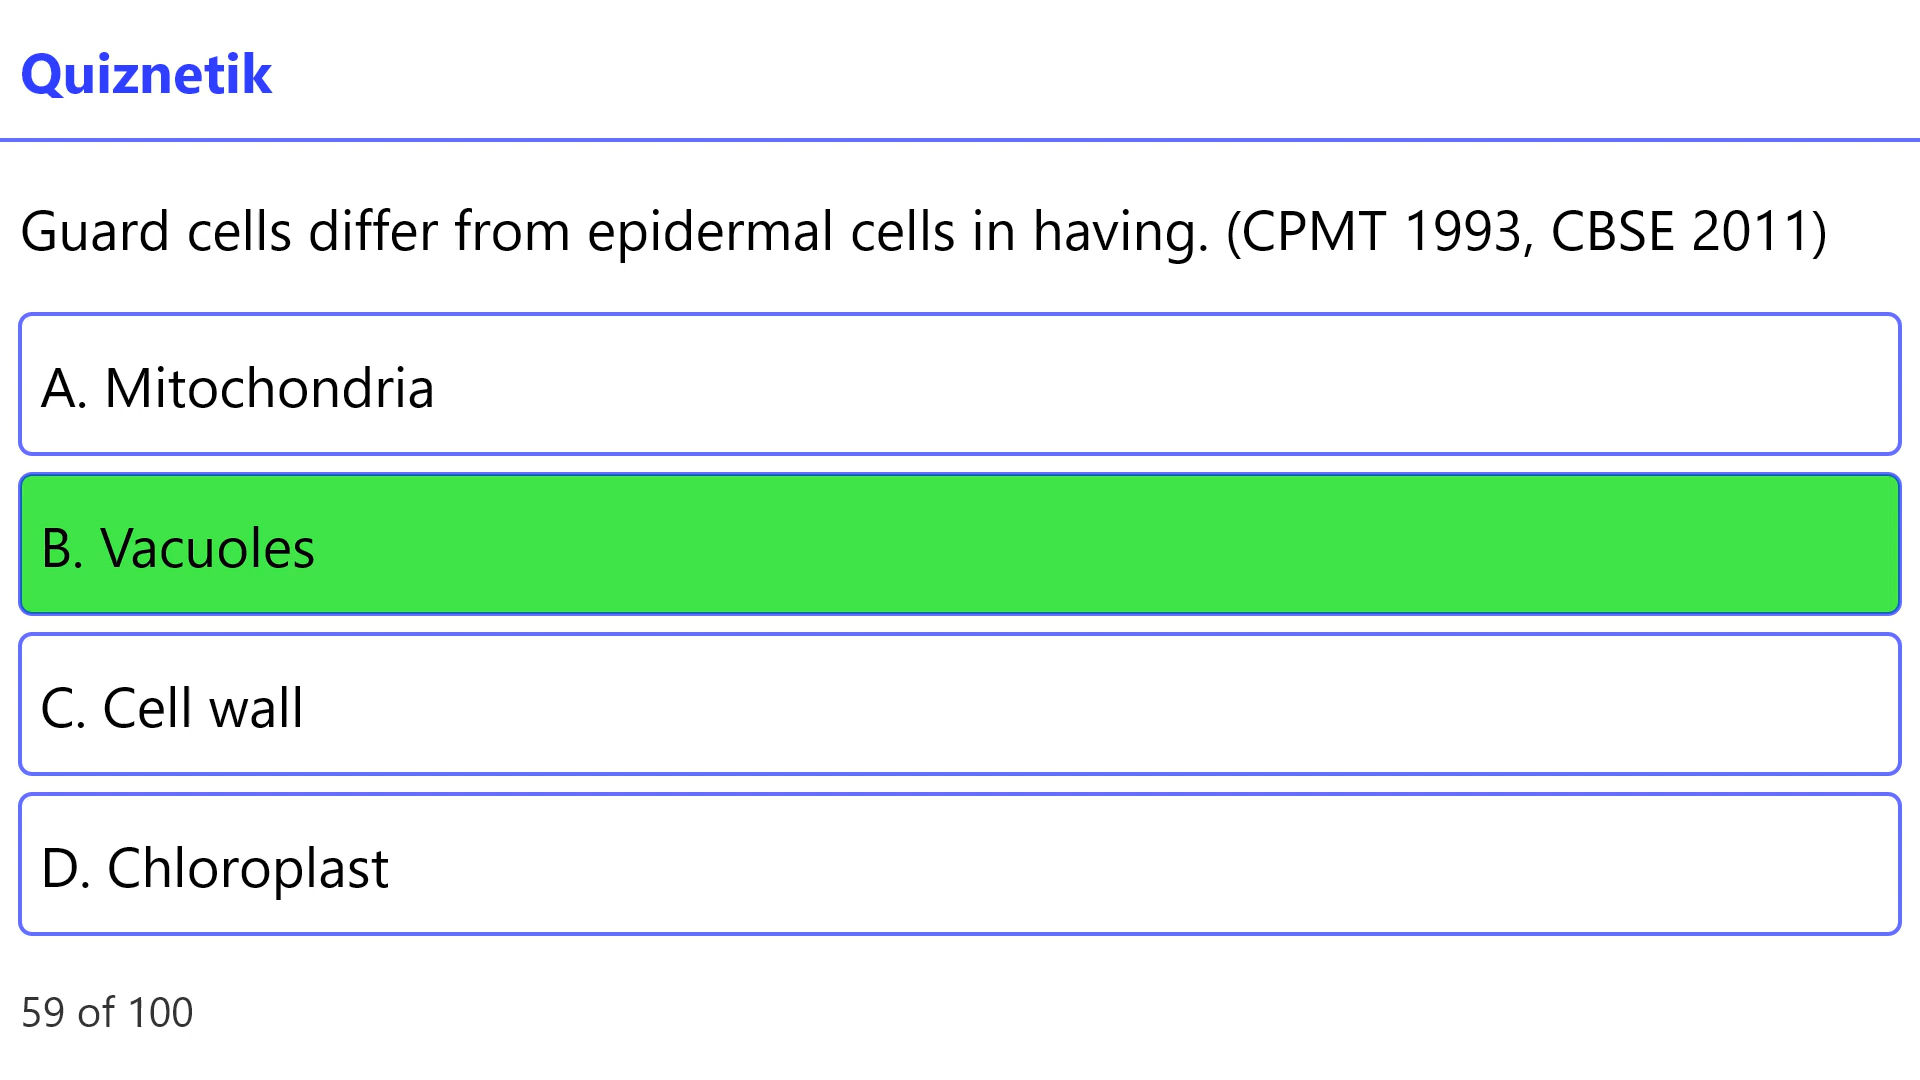 Quiznetik
Guard cells differ from epidermal cells in having. (CPMT 1993, CBSE 2011)
A. Mitochondria
B. Vacuoles
C. Cell wall
D. Chloroplast
59 of 100